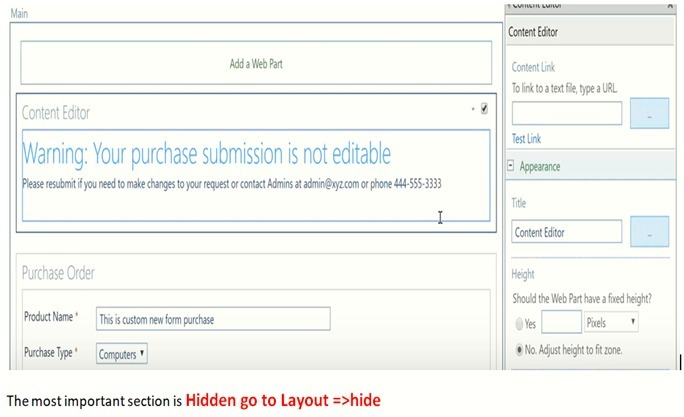 Main
Add a Web Part
Content Editor
Warning: Your purchase submission is not editable
Please resubmit if you need to make changes to your request or contact Admins at admin@xyz.com or phone 444-555-3333
Purchase Order
Product Name *
This is custom new form purchase
Purchase Type *
Computers
Content Editor
Content Editor
Content Link
To link to a text file, type a URL.
...
Test Link
Appearance
Title
Content Editor
...
Height
Should the Web Part have a fixed height?
Yes
Pixels
No. Adjust height to fit zone.
The most important section is Hidden go to Layout =>hide